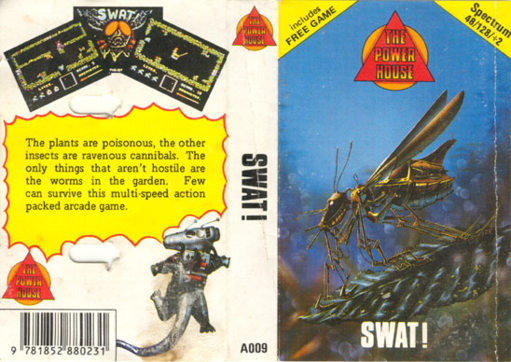 SWAT!
The plants are poisonous, the other
insects are ravenous cannibals. The
only things that aren't hostile are
the worms in the garden. Few
can survive this multi-speed action
packed arcade game.
THE
POWER
HOUSE
9 781852 880231
THE
POWER
HOUSE
SWAT!
A009
includes
FREE GAME
THE
POWER
HOUSE
Spectrum
48/128/+2
SWAT!